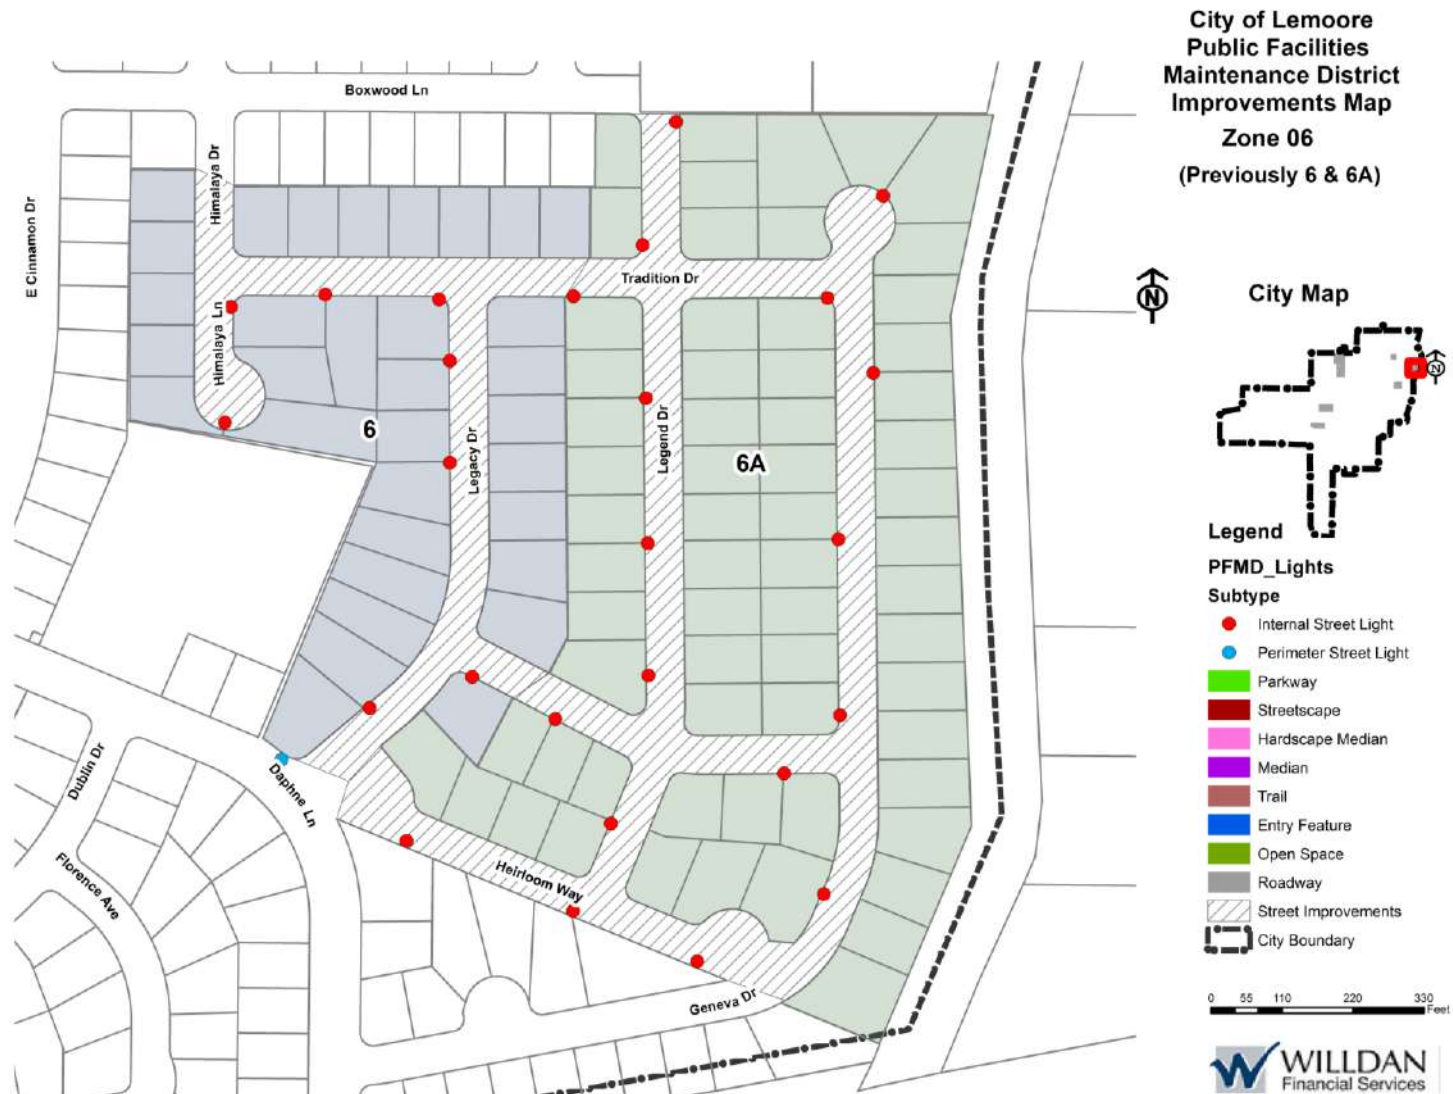 City of Lemoore
Public Facilities
Maintenance District
Improvements Map
Zone 06
(Previously 6 & 6A)
Boxwood Ln
Himalaya Dr
E Cinnamon Dr
Tradition Dr
N
City Map
N
Himalaya Ln
6
Legacy Dr
Legend Dr
6A
Legend
PFMD_Lights
Subtype
Internal Street Light
Perimeter Street Light
Parkway
Streetscape
Hardscape Median
Median
Trail
Entry Feature
Open Space
Roadway
Street Improvements
City Boundary
Dublin Dr
Daphne Ln
Florence Ave
Heirloom Way
Geneva Dr
0 55 110 220 330
Feet
W WILLDAN
Financial Services